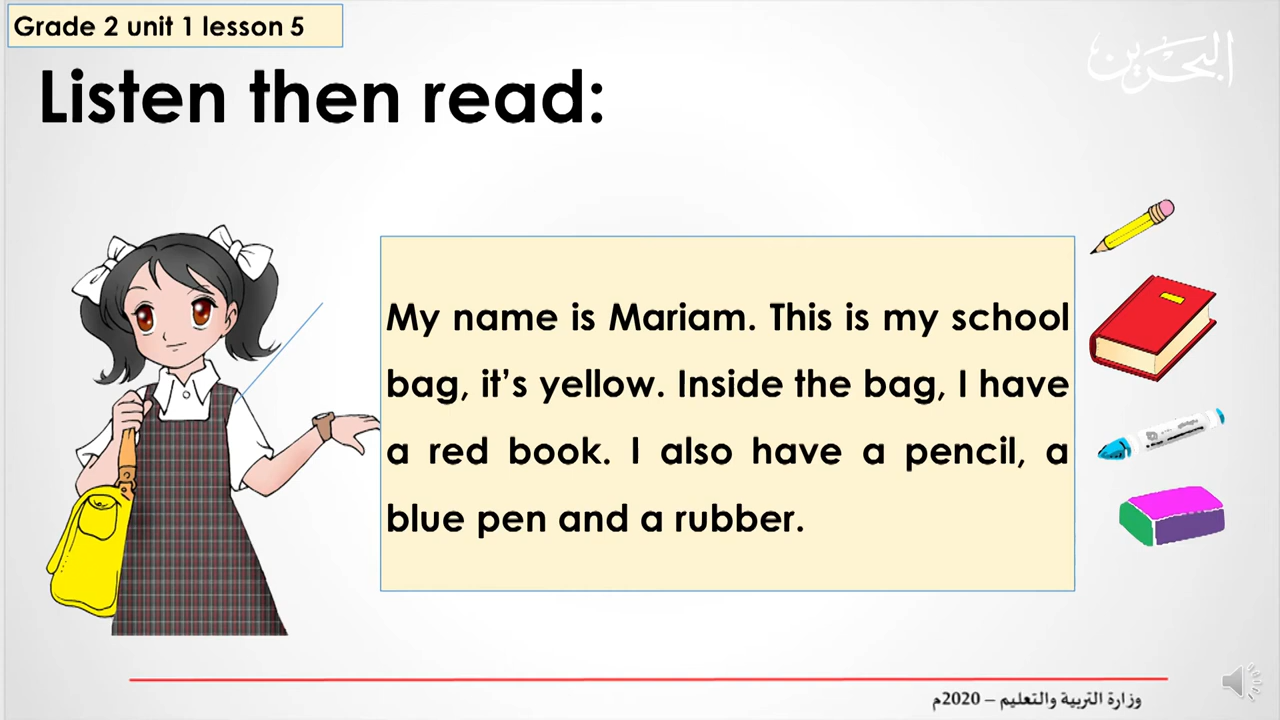 Grade 2 unit 1 lesson 5
البحرين
Listen then read:
My name is Mariam. This is my school
bag, it’s yellow. Inside the bag, I have
a red book. I also have a pencil, a
blue pen and a rubber.
وزارة التربية والتعليم – 2020م